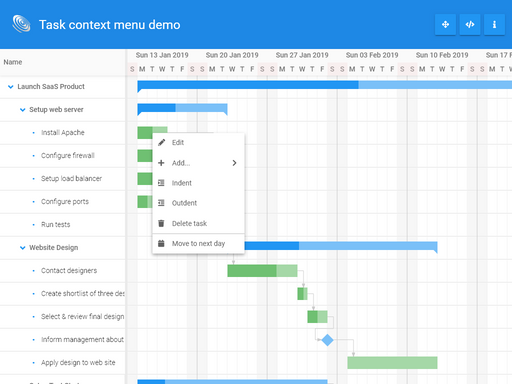 Task context menu demo
Name
Sun 13 Jan 2019 Sun 20 Jan 2019 Sun 27 Jan 2019 Sun 03 Feb 2019 Sun 10 Feb 2019 Sun 17 F
S M T W T F S S M T W T F S S M T W T F S S M T W T F S S M T W T F S S M T
Launch SaaS Product
Setup web server
Install Apache
Configure firewall
Setup load balancer
Configure ports
Run tests
Edit
Add...
Indent
Outdent
Delete task
Move to next day
Website Design
Contact designers
Create shortlist of three des
Select & review final design
Inform management about
Apply design to web site